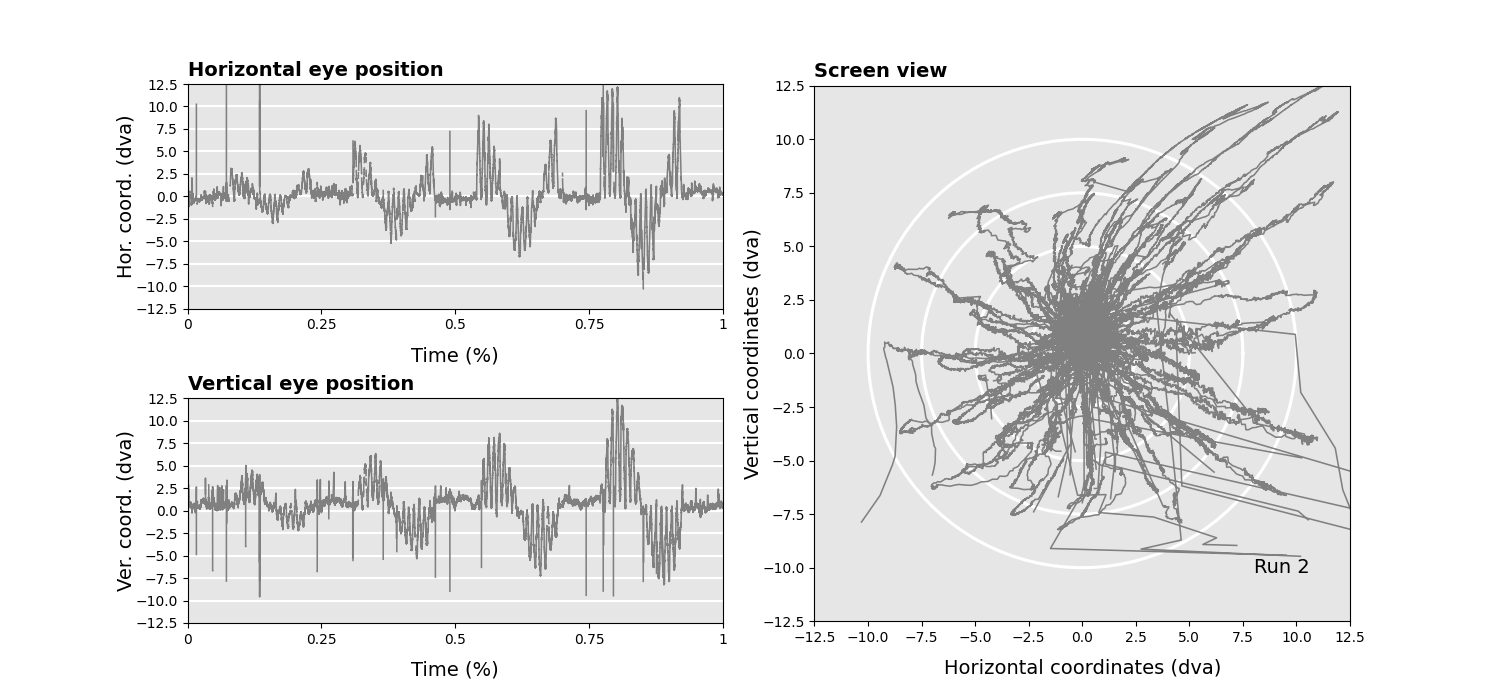 Horizontal eye position
Hor. coord. (dva)
12.5
10.0
7.5
5.0
2.5
0.0
−2.5
−5.0
−7.5
−10.0
−12.5
0 0.25 0.5 0.75 1
Time (%)
Vertical eye position
Ver. coord. (dva)
12.5
10.0
7.5
5.0
2.5
0.0
−2.5
−5.0
−7.5
−10.0
−12.5
0 0.25 0.5 0.75 1
Time (%)
Screen view
Vertical coordinates (dva)
12.5
10.0
7.5
5.0
2.5
0.0
−2.5
−5.0
−7.5
−10.0
−12.5
Run 2
−12.5 −10.0 −7.5 −5.0 −2.5 0.0 2.5 5.0 7.5 10.0 12.5
Horizontal coordinates (dva)